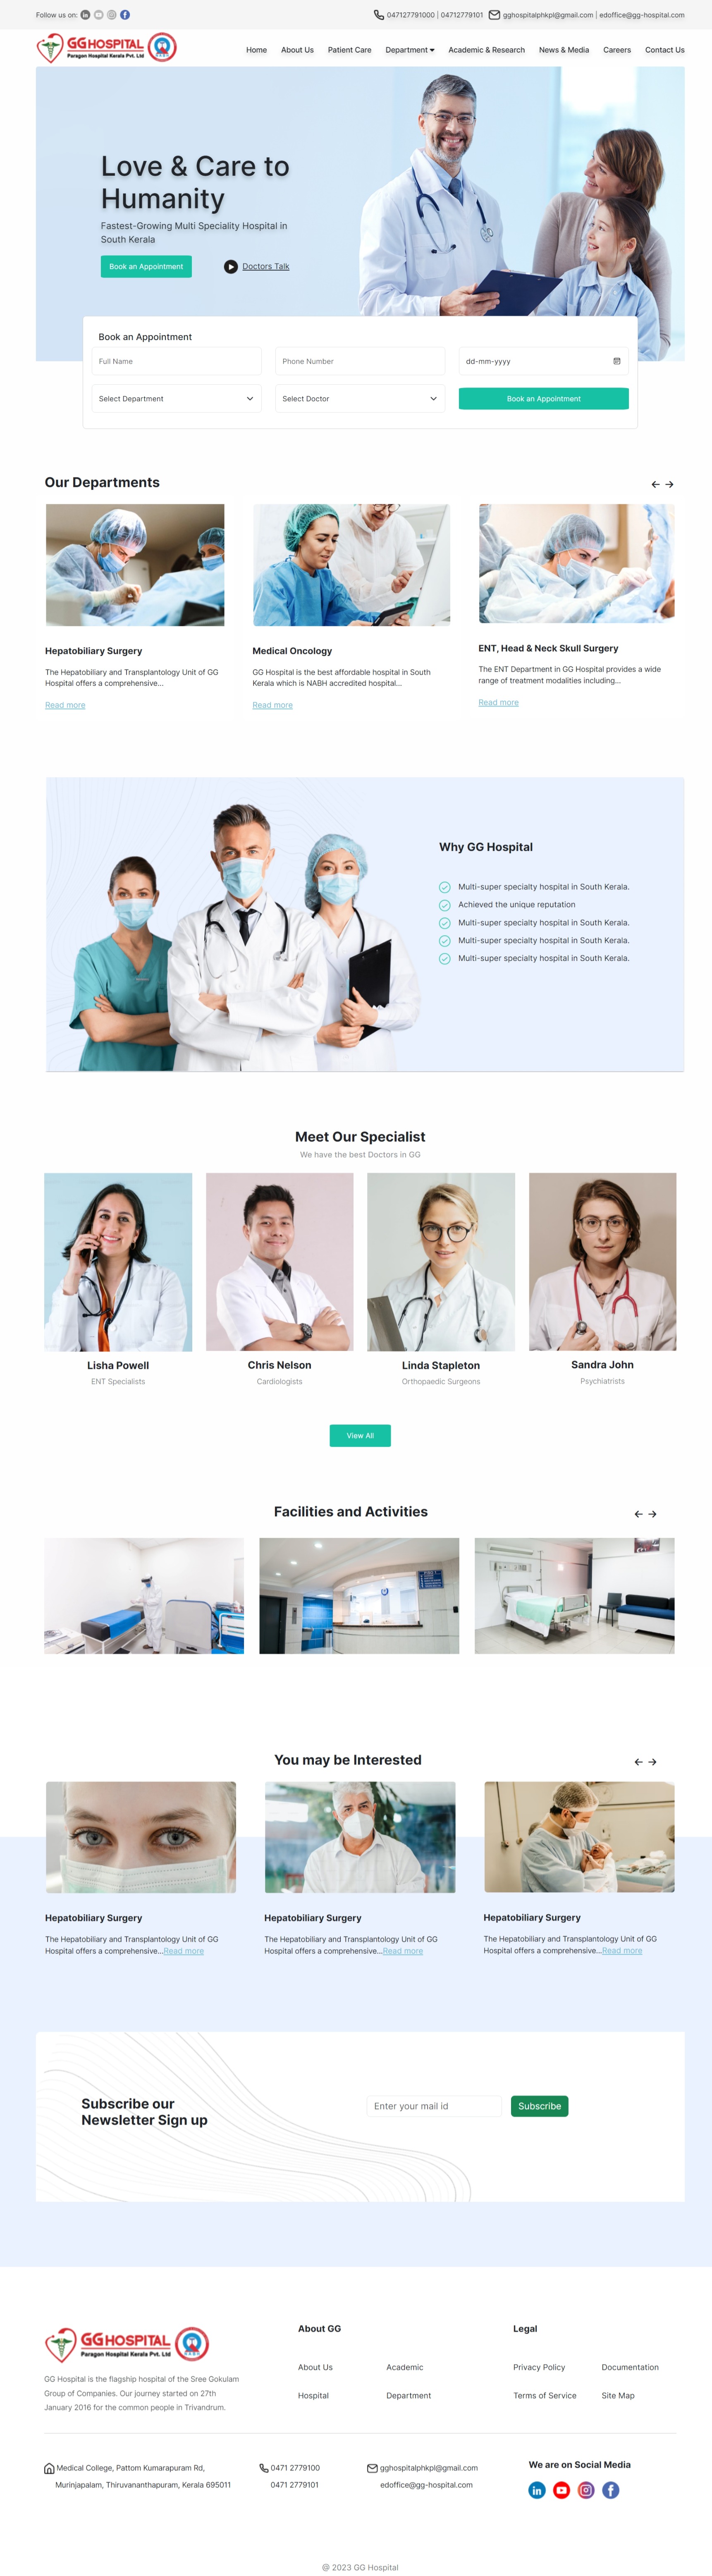 Follow us on:
047127791000 | 04712779101
gghospitalphkpl@gmail.com | edoffice@gg-hospital.com
GG HOSPITAL
Paragon Hospital Kerala Pvt. Ltd
Home About Us Patient Care Department Academic & Research News & Media Careers Contact Us
Love & Care to
Humanity
Fastest-Growing Multi Speciality Hospital in
South Kerala
Book an Appointment
Doctors Talk
Book an Appointment
Full Name
Phone Number
dd-mm-yyyy
Select Department
Select Doctor
Book an Appointment
Our Departments
Hepatobiliary Surgery
The Hepatobiliary and Transplantology Unit of GG
Hospital offers a comprehensive...
Read more
Medical Oncology
GG Hospital is the best affordable hospital in South
Kerala which is NABH accredited hospital...
Read more
ENT, Head & Neck Skull Surgery
The ENT Department in GG Hospital provides a wide
range of treatment modalities including...
Read more
Why GG Hospital
Multi-super specialty hospital in South Kerala.
Achieved the unique reputation
Multi-super specialty hospital in South Kerala.
Multi-super specialty hospital in South Kerala.
Multi-super specialty hospital in South Kerala.
Meet Our Specialist
We have the best Doctors in GG
Lisha Powell
ENT Specialists
Chris Nelson
Cardiologists
Linda Stapleton
Orthopaedic Surgeons
Sandra John
Psychiatrists
View All
Facilities and Activities
You may be Interested
Hepatobiliary Surgery
The Hepatobiliary and Transplantology Unit of GG
Hospital offers a comprehensive...Read more
Hepatobiliary Surgery
The Hepatobiliary and Transplantology Unit of GG
Hospital offers a comprehensive...Read more
Hepatobiliary Surgery
The Hepatobiliary and Transplantology Unit of GG
Hospital offers a comprehensive...Read more
Subscribe our
Newsletter Sign up
Enter your mail id
Subscribe
GG HOSPITAL
Paragon Hospital Kerala Pvt. Ltd
GG Hospital is the flagship hospital of the Sree Gokulam
Group of Companies. Our journey started on 27th
January 2016 for the common people in Trivandrum.
About GG
About Us
Academic
Hospital
Department
Legal
Privacy Policy
Documentation
Terms of Service
Site Map
Medical College, Pattom Kumarapuram Rd,
Murinjapalam, Thiruvananthapuram, Kerala 695011
0471 2779100
0471 2779101
gghospitalphkpl@gmail.com
edoffice@gg-hospital.com
We are on Social Media
@ 2023 GG Hospital